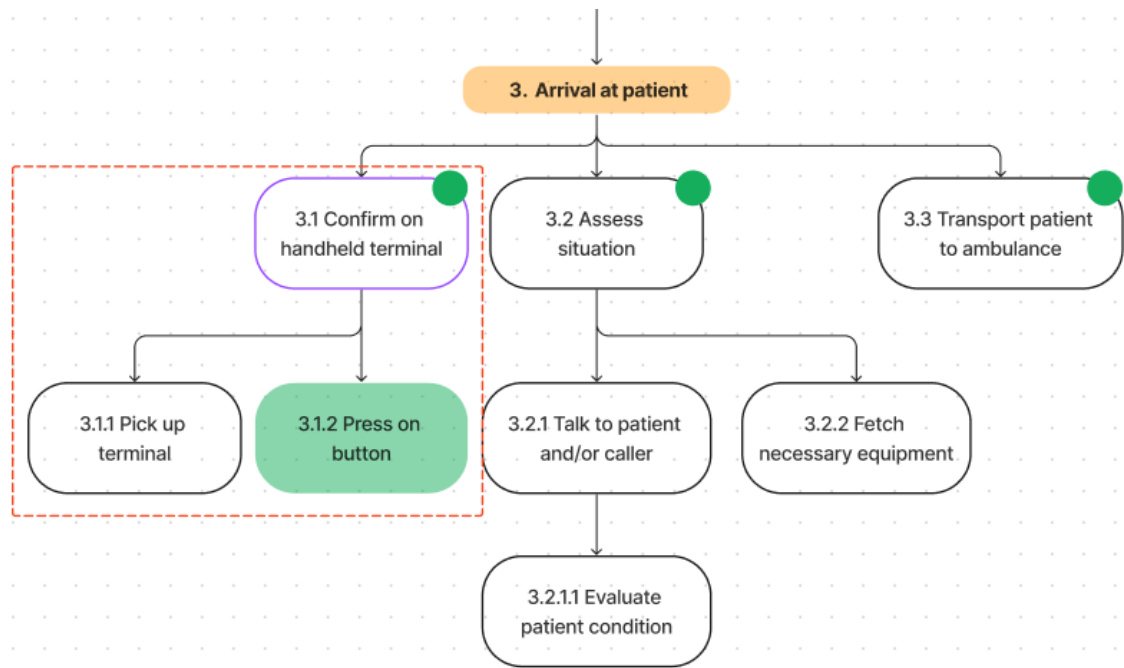 3. Arrival at patient
3.1 Confirm on
handheld terminal
3.2 Assess
situation
3.3 Transport patient
to ambulance
3.1.1 Pick up
terminal
3.1.2 Press on
button
3.2.1 Talk to patient
and/or caller
3.2.2 Fetch
necessary equipment
3.2.1.1 Evaluate
patient condition